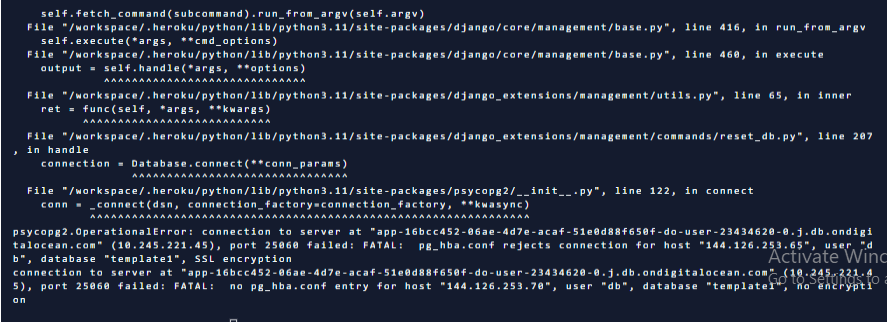 self.fetch_command(subcommand).run_from_argv(self.argv)
File "/workspace/.heroku/python/lib/python3.11/site-packages/django/core/management/base.py", line 416, in run_from_argv
self.execute(*args, **cmd_options)
File "/workspace/.heroku/python/lib/python3.11/site-packages/django/core/management/base.py", line 460, in execute
output = self.handle(*args, **options)
^^^^^^^^^^^^^^^^^^^^^^^^^^^^^
File "/workspace/.heroku/python/lib/python3.11/site-packages/django_extensions/management/utils.py", line 65, in inner
ret = func(self, *args, **kwargs)
^^^^^^^^^^^^^^^^^^^^^^^^^^^
File "/workspace/.heroku/python/lib/python3.11/site-packages/django_extensions/management/commands/reset_db.py", line 207
, in handle
connection = Database.connect(**conn_params)
^^^^^^^^^^^^^^^^^^^^^^^^^^^^^^^
File "/workspace/.heroku/python/lib/python3.11/site-packages/psycopg2/__init__.py", line 122, in connect
conn = _connect(dsn, connection_factory=connection_factory, **kwasync)
^^^^^^^^^^^^^^^^^^^^^^^^^^^^^^^^^^^^^^^^^^^^^^^^^^^^^^^^^^^^^^^
psycopg2.OperationalError: connection to server at "app-16bcc452-06ae-4d7e-acaf-51e0d88f650f-do-user-23434620-0.j.db.ondigi
talocean.com" (10.245.221.45), port 25060 failed: FATAL:  pg_hba.conf rejects connection for host "144.126.253.65", user "d
b", database "template1", SSL encryption
connection to server at "app-16bcc452-06ae-4d7e-acaf-51e0d88f650f-do-user-23434620-0.j.db.ondigitalocean.com" (10.245.221.4
5), port 25060 failed: FATAL:  no pg_hba.conf entry for host "144.126.253.70", user "db", database "template1", no encrypti
on
Activate Wind
Go to Settings to a